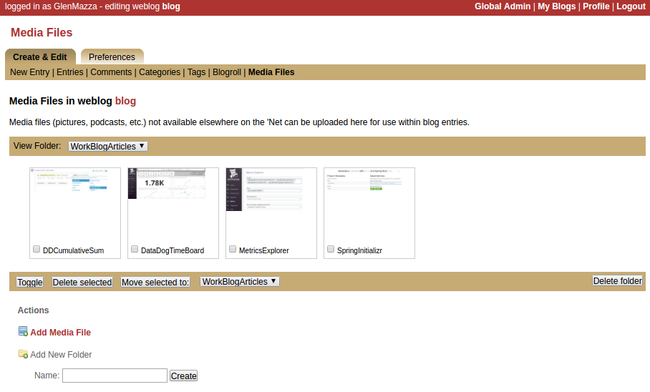 logged in as GlenMazza - editing weblog blog
Global Admin | My Blogs | Profile | Logout
Media Files
Create & Edit
Preferences
New Entry | Entries | Comments | Categories | Tags | Blogroll | Media Files
Media Files in weblog blog
Media files (pictures, podcasts, etc.) not available elsewhere on the 'Net can be uploaded here for use within blog entries.
View Folder: WorkBlogArticles
1.78K
DDCumulativeSum
DataDogTimeBoard
MetricsExplorer
SpringInitializr
Toggle Delete selected Move selected to: WorkBlogArticles Delete folder
Actions
Add Media File
Add New Folder
Name: Create